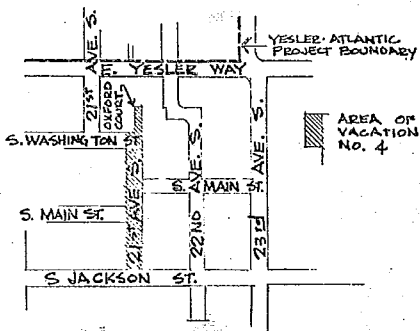 YESLER-ATLANTIC
PROJECT BOUNDARY
AVE. S.
21ST
E. YESLER WAY
OXFORD
COURT
AREA OF
VACATION
NO. 4
S. WASHINGTON ST.
21ST AVE. S.
22ND AVE. S.
23RD AVE. S.
S. MAIN ST.
S. MAIN ST.
S JACKSON ST.